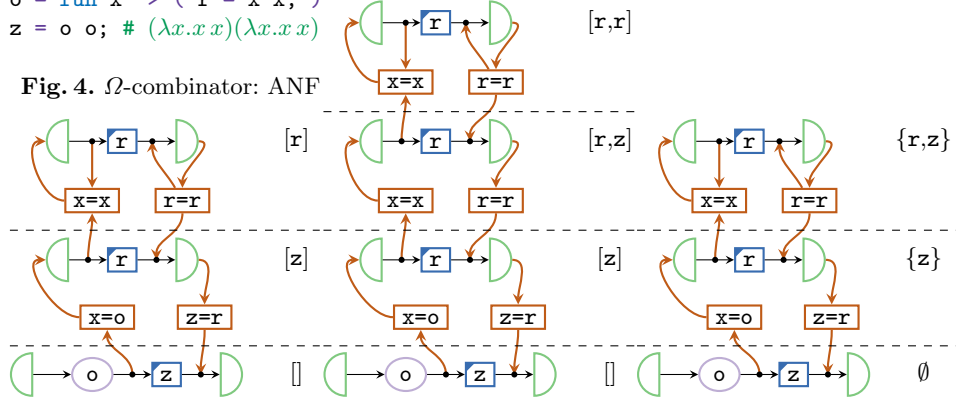 o = fun x -> { r = x x; }
z = o o; # (λx.x x)(λx.x x)
Fig. 4. Ω-combinator: ANF
r [r,r]
x=x r=r
r [r] r [r,z] r {r,z}
x=x r=r x=x r=r x=x r=r
r [z] r [z] r {z}
x=o z=r x=o z=r x=o z=r
o z [] o z [] o z ∅